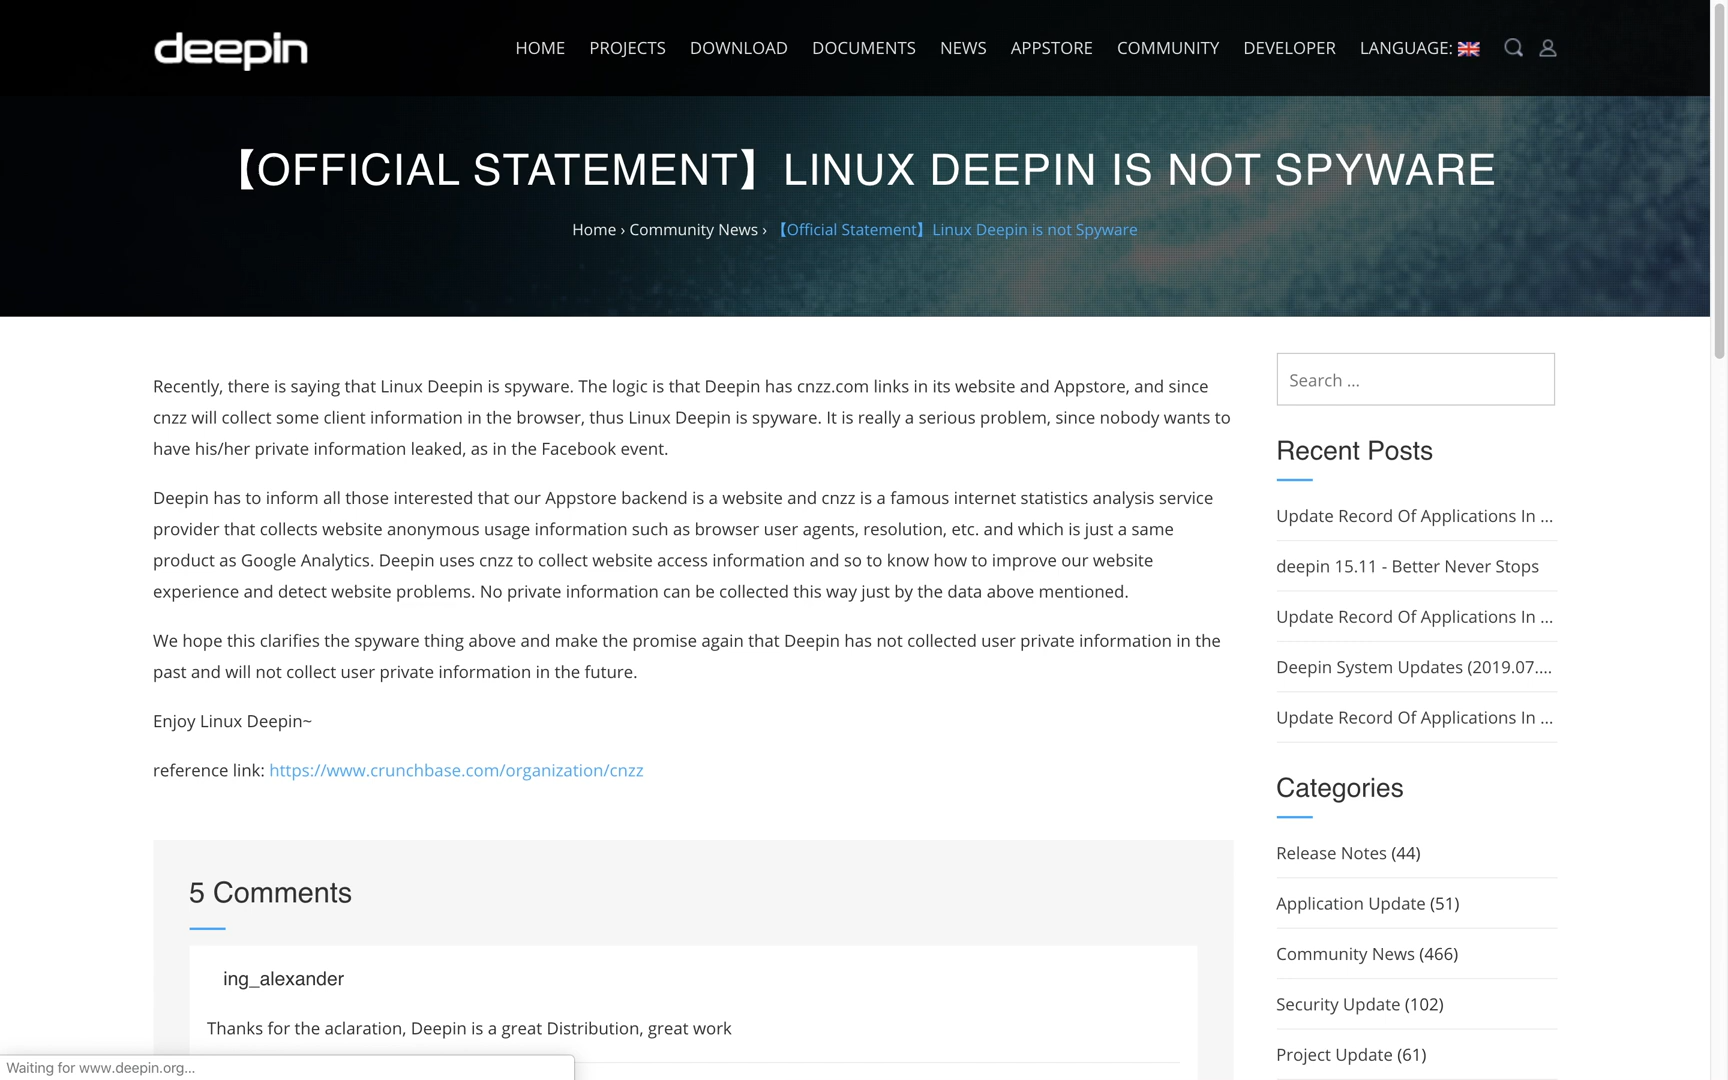 deepin
HOME PROJECTS DOWNLOAD DOCUMENTS NEWS APPSTORE COMMUNITY DEVELOPER LANGUAGE:
【OFFICIAL STATEMENT】LINUX DEEPIN IS NOT SPYWARE
Home › Community News › 【Official Statement】Linux Deepin is not Spyware
Recently, there is saying that Linux Deepin is spyware. The logic is that Deepin has cnzz.com links in its website and Appstore, and since
cnzz will collect some client information in the browser, thus Linux Deepin is spyware. It is really a serious problem, since nobody wants to
have his/her private information leaked, as in the Facebook event.
Deepin has to inform all those interested that our Appstore backend is a website and cnzz is a famous internet statistics analysis service
provider that collects website anonymous usage information such as browser user agents, resolution, etc. and which is just a same
product as Google Analytics. Deepin uses cnzz to collect website access information and so to know how to improve our website
experience and detect website problems. No private information can be collected this way just by the data above mentioned.
We hope this clarifies the spyware thing above and make the promise again that Deepin has not collected user private information in the
past and will not collect user private information in the future.
Enjoy Linux Deepin~
reference link: https://www.crunchbase.com/organization/cnzz
5 Comments
ing_alexander
Thanks for the aclaration, Deepin is a great Distribution, great work
Search ...
Recent Posts
Update Record Of Applications In ...
deepin 15.11 - Better Never Stops
Update Record Of Applications In ...
Deepin System Updates (2019.07....
Update Record Of Applications In ...
Categories
Release Notes (44)
Application Update (51)
Community News (466)
Security Update (102)
Project Update (61)
Waiting for www.deepin.org...